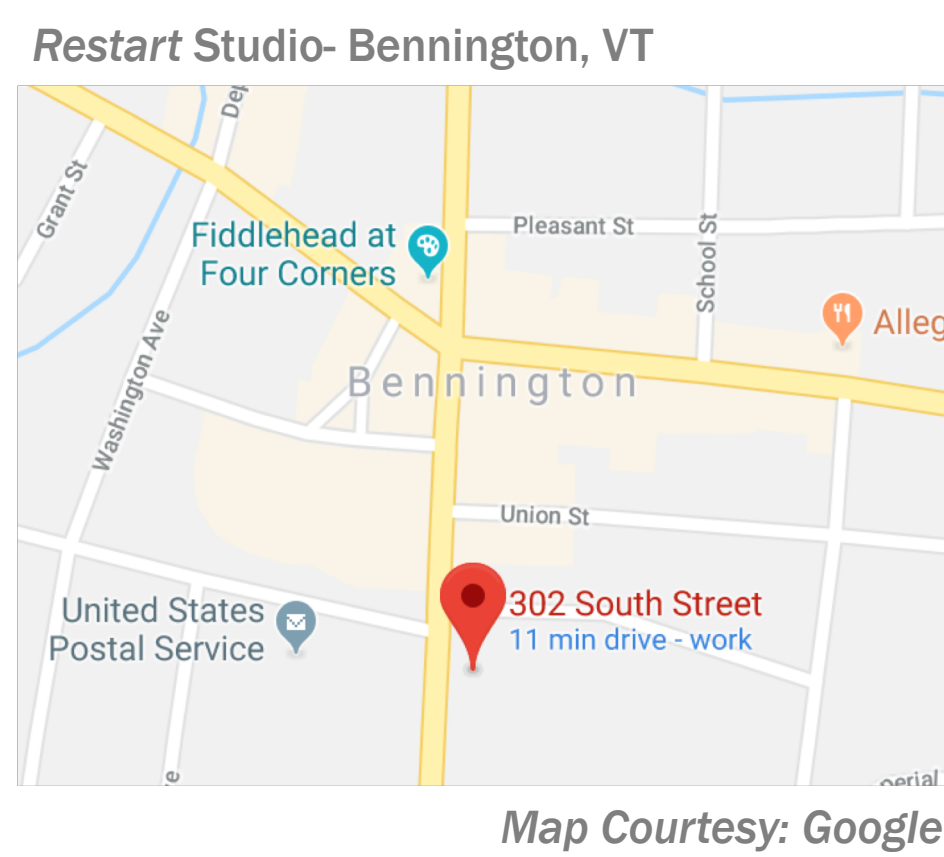 Restart Studio- Bennington, VT
Grant St
Pleasant St
School St
Fiddlehead at
Four Corners
Alleg
Bennington
Washington Ave
Union St
302 South Street
11 min drive - work
United States
Postal Service
Map Courtesy: Google